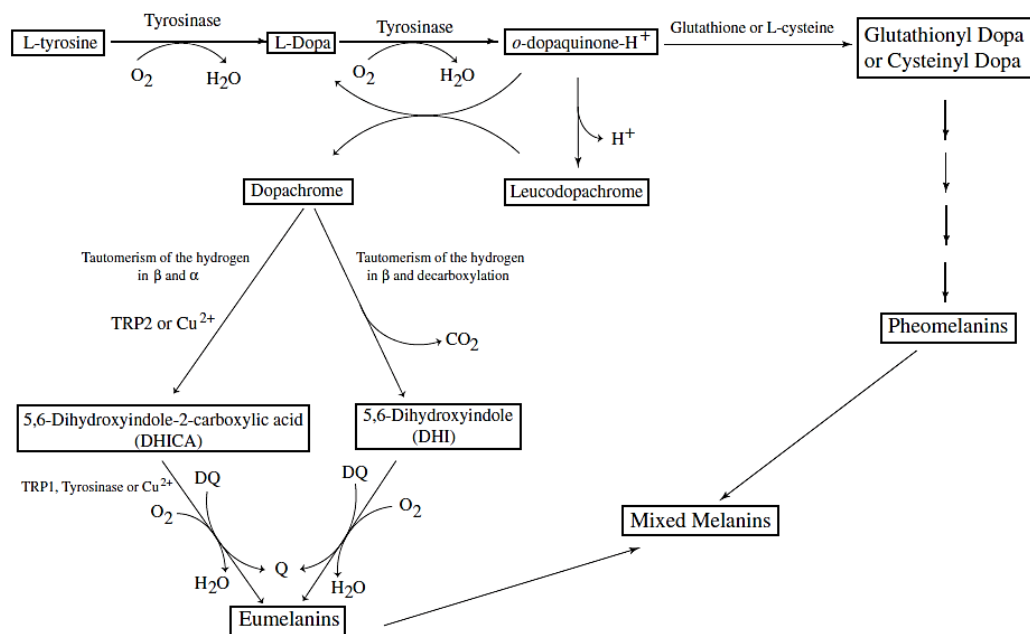 Tyrosinase
Tyrosinase
Glutathione or L-cysteine
L-tyrosine
L-Dopa
o-dopaquinone-H⁺
Glutathionyl Dopa
or Cysteinyl Dopa
O₂
H₂O
O₂
H₂O
H⁺
Dopachrome
Leucodopachrome
Tautomerism of the hydrogen
in β and α
Tautomerism of the hydrogen
in β and decarboxylation
TRP2 or Cu²⁺
CO₂
Pheomelanins
5,6-Dihydroxyindole-2-carboxylic acid
(DHICA)
5,6-Dihydroxyindole
(DHI)
TRP1, Tyrosinase or Cu²⁺
DQ
DQ
O₂
O₂
Mixed Melanins
H₂O
Q
H₂O
Eumelanins